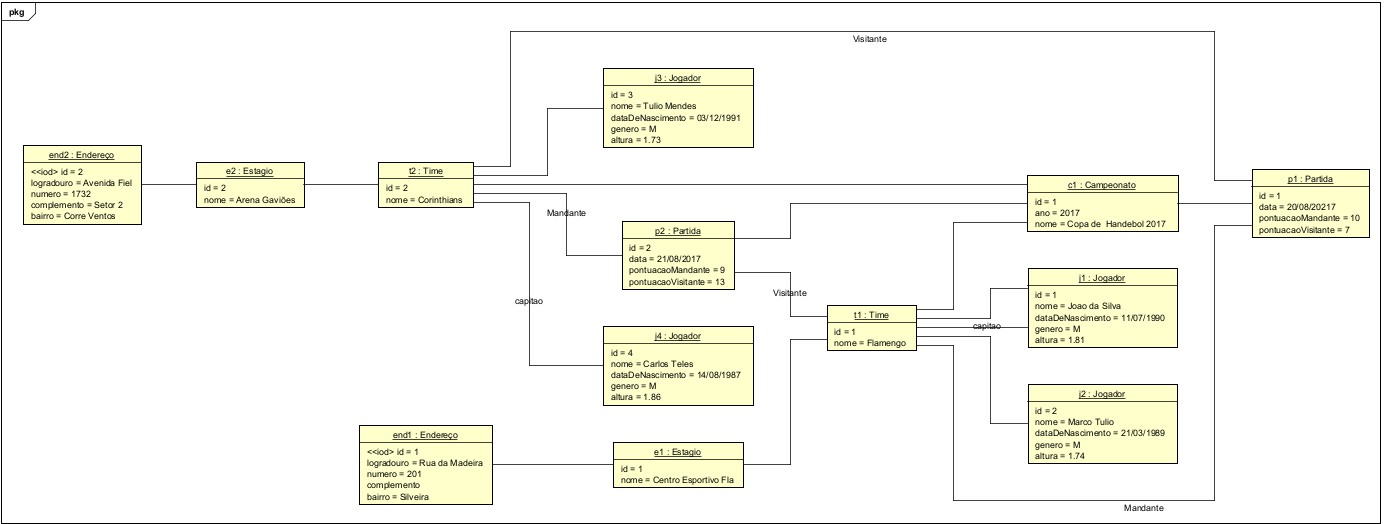 pkg
Visitante
j3 : Jogador
id = 3
nome = Tulio Mendes
dataDeNascimento = 03/12/1991
genero = M
altura = 1.73
end2 : Endereço
<<iod> id = 2
logradouro = Avenida Fiel
numero = 1732
complemento = Setor 2
bairro = Corre Ventos
e2 : Estagio
id = 2
nome = Arena Gaviões
t2 : Time
id = 2
nome = Corinthians
c1 : Campeonato
id = 1
ano = 2017
nome = Copa de Handebol 2017
p1 : Partida
id = 1
data = 20/08/20217
pontuacaoMandante = 10
pontuacaoVisitante = 7
Mandante
p2 : Partida
id = 2
data = 21/08/2017
pontuacaoMandante = 9
pontuacaoVisitante = 13
Visitante
capitao
j1 : Jogador
id = 1
nome = Joao da Silva
dataDeNascimento = 11/07/1990
genero = M
altura = 1.81
t1 : Time
id = 1
nome = Flamengo
capitao
j4 : Jogador
id = 4
nome = Carlos Teles
dataDeNascimento = 14/08/1987
genero = M
altura = 1.86
j2 : Jogador
id = 2
nome = Marco Tulio
dataDeNascimento = 21/03/1989
genero = M
altura = 1.74
end1 : Endereço
<<iod> id = 1
logradouro = Rua da Madeira
numero = 201
complemento
bairro = Silveira
e1 : Estagio
id = 1
nome = Centro Esportivo Fla
Mandante